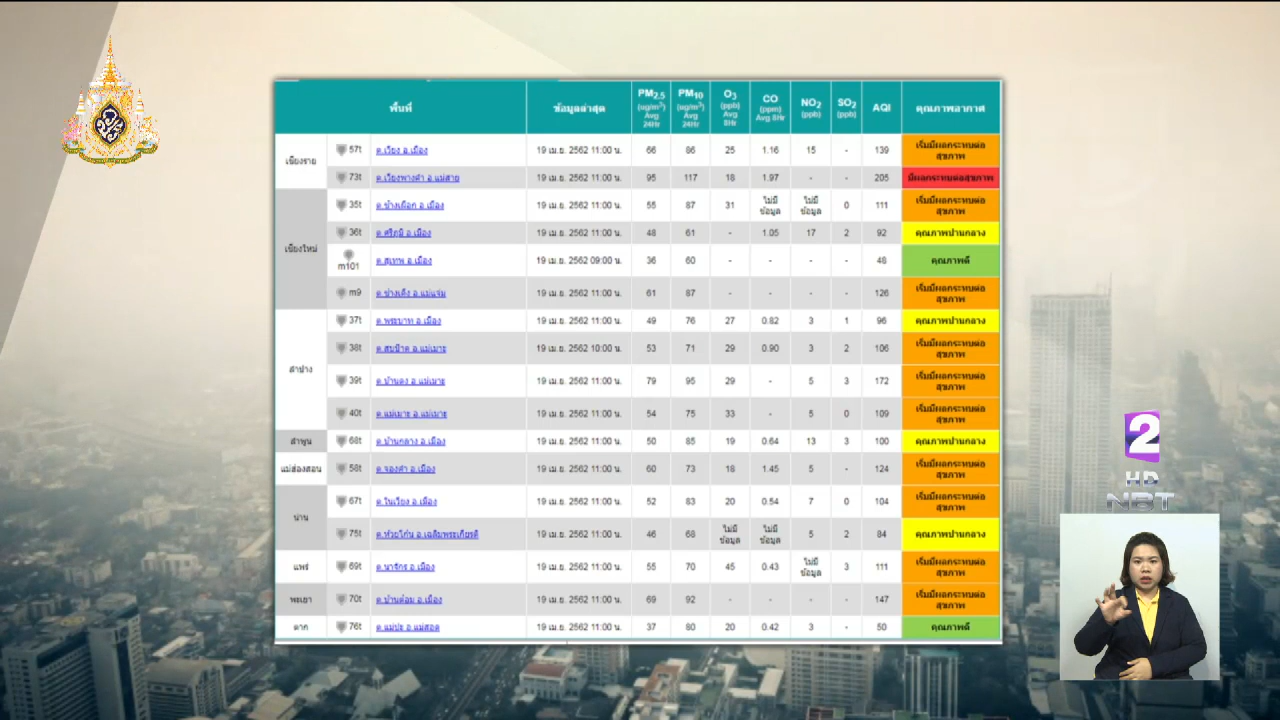 พื้นที่ ข้อมูลล่าสุด PM2.5 (ug/m3) Avg 24Hr PM10 (ug/m3) Avg 24Hr O3 (ppb) Avg 8Hr CO (ppm) Avg 8Hr NO2 (ppb) SO2 (ppb) AQI คุณภาพอากาศ
เชียงราย 57t ต.เวียง อ.เมือง 19 เม.ย. 2562 11:00 น. 66 86 25 1.16 15 - 139 เริ่มมีผลกระทบต่อสุขภาพ
73t ต.เวียงพางคำ อ.แม่สาย 19 เม.ย. 2562 11:00 น. 95 117 18 1.97 - - 205 มีผลกระทบต่อสุขภาพ
เชียงใหม่ 35t ต.ช้างเผือก อ.เมือง 19 เม.ย. 2562 11:00 น. 55 87 31 ไม่มีข้อมูล ไม่มีข้อมูล 0 111 เริ่มมีผลกระทบต่อสุขภาพ
36t ต.ศรีภูมิ อ.เมือง 19 เม.ย. 2562 11:00 น. 48 61 - 1.05 17 2 92 คุณภาพปานกลาง
m101 ต.สุเทพ อ.เมือง 19 เม.ย. 2562 09:00 น. 36 60 - - - - 48 คุณภาพดี
m9 ต.ช่างเคิ่ง อ.แม่แจ่ม 19 เม.ย. 2562 11:00 น. 61 87 - - - - 126 เริ่มมีผลกระทบต่อสุขภาพ
ลำปาง 37t ต.พระบาท อ.เมือง 19 เม.ย. 2562 11:00 น. 49 76 27 0.82 3 1 96 คุณภาพปานกลาง
38t ต.สบป้าด อ.แม่เมาะ 19 เม.ย. 2562 10:00 น. 53 71 29 0.90 3 2 106 เริ่มมีผลกระทบต่อสุขภาพ
39t ต.บ้านดง อ.แม่เมาะ 19 เม.ย. 2562 11:00 น. 79 95 29 - 5 3 172 เริ่มมีผลกระทบต่อสุขภาพ
40t ต.แม่เมาะ อ.แม่เมาะ 19 เม.ย. 2562 11:00 น. 54 75 33 - 5 0 109 เริ่มมีผลกระทบต่อสุขภาพ
ลำพูน 68t ต.บ้านกลาง อ.เมือง 19 เม.ย. 2562 11:00 น. 50 85 19 0.64 13 3 100 คุณภาพปานกลาง
แม่ฮ่องสอน 58t ต.จองคำ อ.เมือง 19 เม.ย. 2562 11:00 น. 60 73 18 1.45 5 - 124 เริ่มมีผลกระทบต่อสุขภาพ
น่าน 67t ต.ในเวียง อ.เมือง 19 เม.ย. 2562 11:00 น. 52 83 20 0.54 7 0 104 เริ่มมีผลกระทบต่อสุขภาพ
75t ต.ห้วยโก๋น อ.เฉลิมพระเกียรติ 19 เม.ย. 2562 11:00 น. 46 68 ไม่มีข้อมูล ไม่มีข้อมูล 5 2 84 คุณภาพปานกลาง
แพร่ 69t ต.นาจักร อ.เมือง 19 เม.ย. 2562 11:00 น. 55 70 45 0.43 ไม่มีข้อมูล 3 111 เริ่มมีผลกระทบต่อสุขภาพ
พะเยา 70t ต.บ้านต๋อม อ.เมือง 19 เม.ย. 2562 11:00 น. 69 92 - - - - 147 เริ่มมีผลกระทบต่อสุขภาพ
ตาก 76t ต.แม่ปะ อ.แม่สอด 19 เม.ย. 2562 11:00 น. 37 80 20 0.42 3 - 50 คุณภาพดี
2
HD
NBT